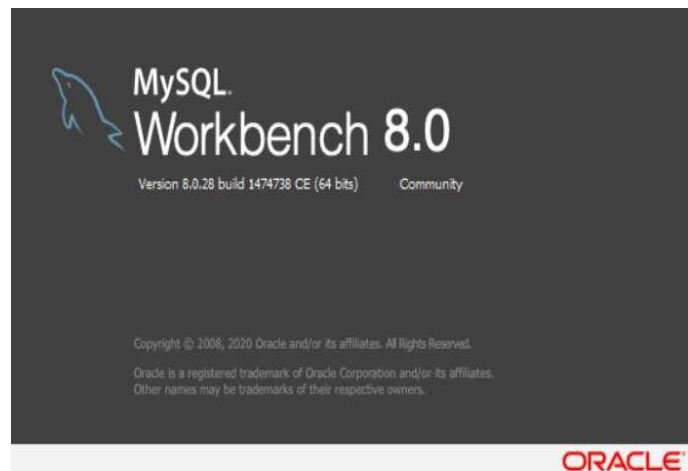 MySQL.
Workbench 8.0
Version 8.0.28 build 1474738 CE (64 bits) Community
Copyright © 2008, 2020 Oracle and/or its affiliates. All Rights Reserved.
Oracle is a registered trademark of Oracle Corporation and/or its affiliates.
Other names may be trademarks of their respective owners.
ORACLE